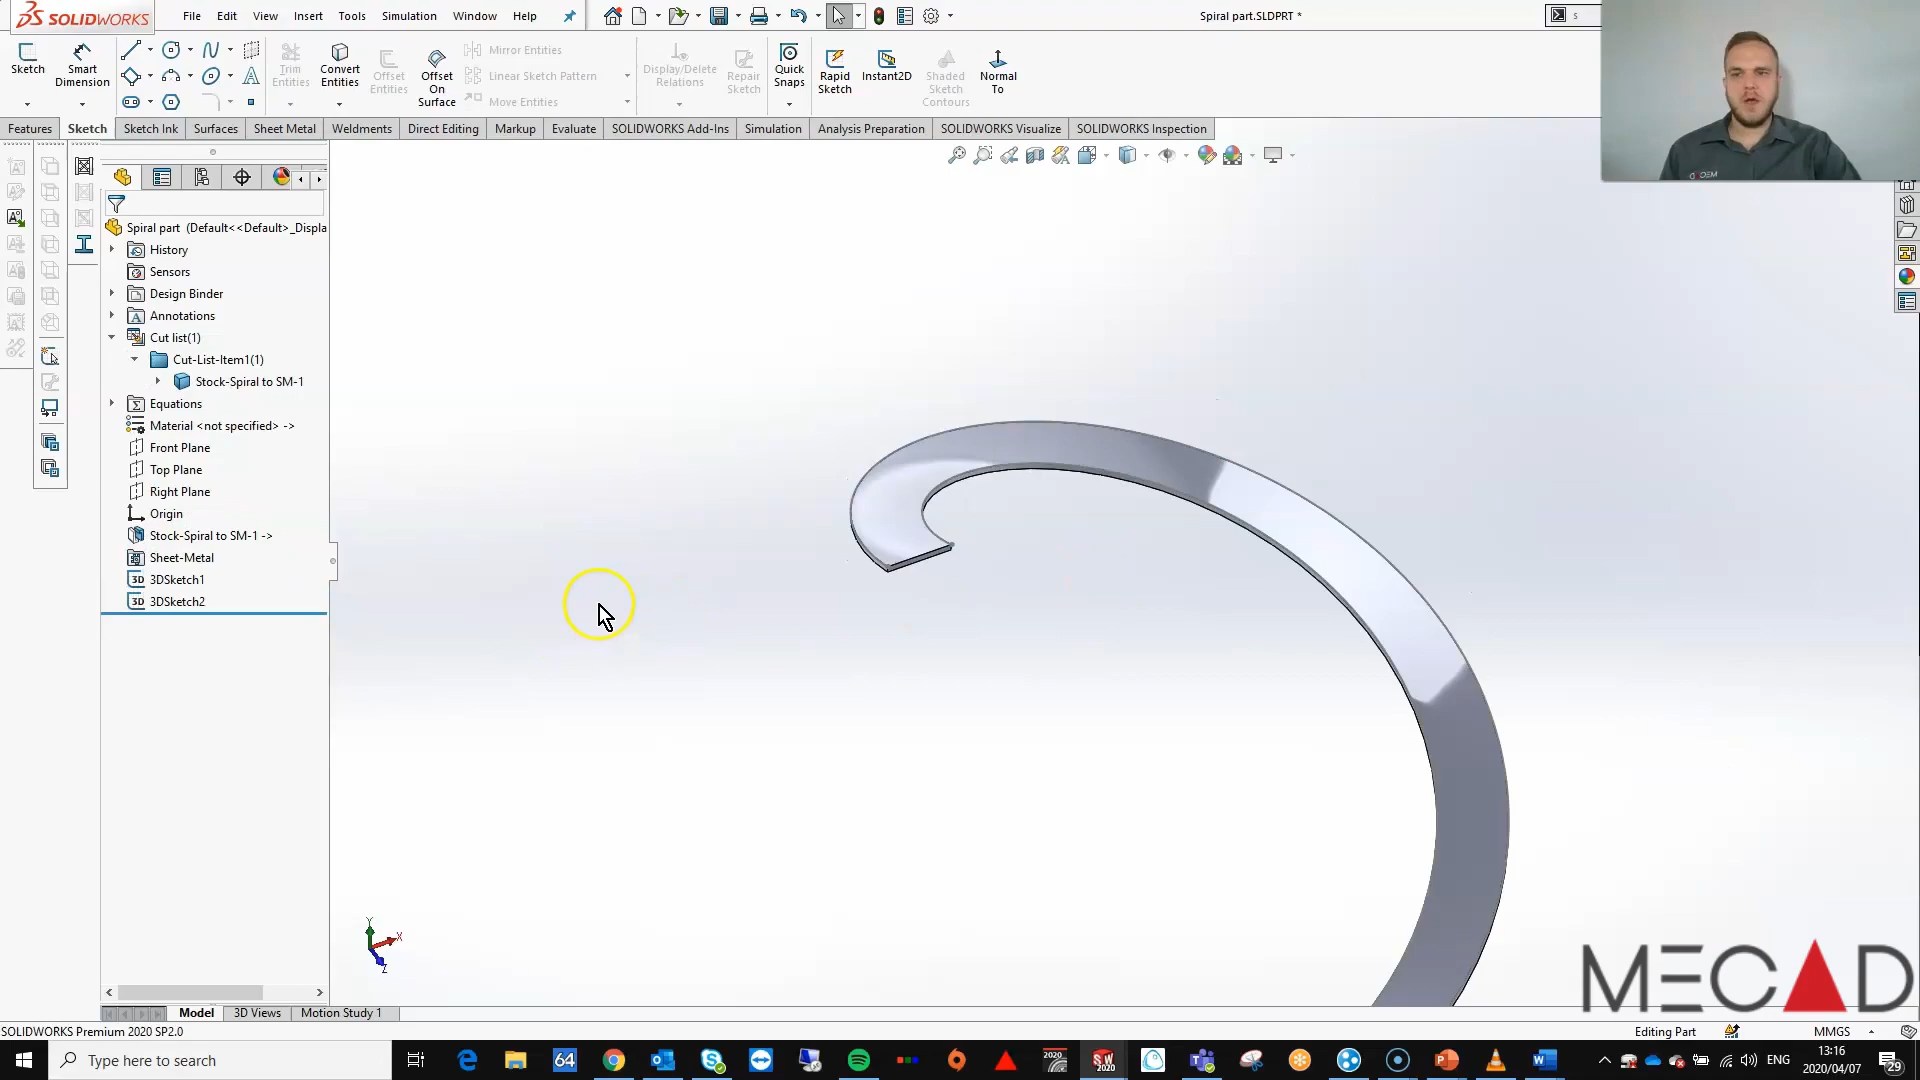 SOLIDWORKS
File Edit View Insert Tools Simulation Window Help
Spiral part.SLDPRT *
s
Sketch
Smart Dimension
Trim Entities
Convert Entities
Offset Entities
Offset On Surface
Mirror Entities
Linear Sketch Pattern
Move Entities
Display/Delete Relations
Repair Sketch
Quick Snaps
Rapid Sketch
Instant2D
Shaded Sketch Contours
Normal To
Features Sketch Sketch Ink Surfaces Sheet Metal Weldments Direct Editing Markup Evaluate SOLIDWORKS Add-Ins Simulation Analysis Preparation SOLIDWORKS Visualize SOLIDWORKS Inspection
Spiral part (Default<<Default>_Displa
History
Sensors
Design Binder
Annotations
Cut list(1)
Cut-List-Item1(1)
Stock-Spiral to SM-1
Equations
Material <not specified> ->
Front Plane
Top Plane
Right Plane
Origin
Stock-Spiral to SM-1 ->
Sheet-Metal
3D 3DSketch1
3D 3DSketch2
Y
X
Z
MECAD
Model 3D Views Motion Study 1
SOLIDWORKS Premium 2020 SP2.0
Editing Part
MMGS
Type here to search
64
2020
SW 2020
ENG
13:16
2020/04/07
29